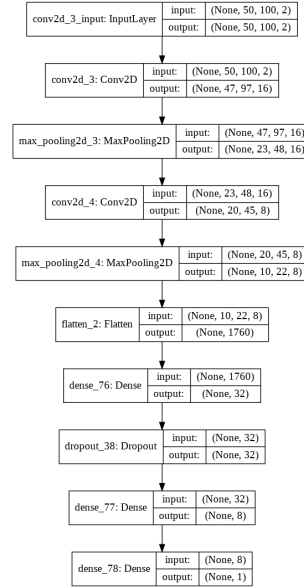 conv2d_3_input: InputLayer input: (None, 50, 100, 2)
output: (None, 50, 100, 2)
conv2d_3: Conv2D input: (None, 50, 100, 2)
output: (None, 47, 97, 16)
max_pooling2d_3: MaxPooling2D input: (None, 47, 97, 16)
output: (None, 23, 48, 16)
conv2d_4: Conv2D input: (None, 23, 48, 16)
output: (None, 20, 45, 8)
max_pooling2d_4: MaxPooling2D input: (None, 20, 45, 8)
output: (None, 10, 22, 8)
flatten_2: Flatten input: (None, 10, 22, 8)
output: (None, 1760)
dense_76: Dense input: (None, 1760)
output: (None, 32)
dropout_38: Dropout input: (None, 32)
output: (None, 32)
dense_77: Dense input: (None, 32)
output: (None, 8)
dense_78: Dense input: (None, 8)
output: (None, 1)